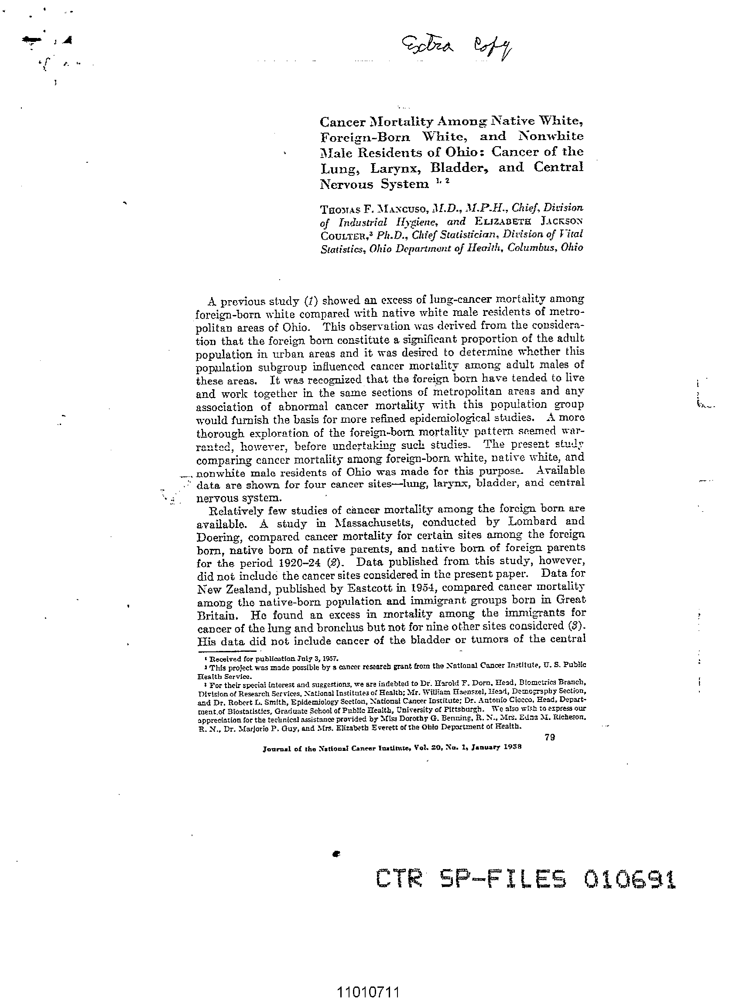 Extra Copy
Cancer Mortality Among Native White,
Foreign-Born White, and Nonwhite
Male Residents of Ohio: Cancer of the
Lung, Larynx, Bladder, and Central
Nervous System 1, 2
THOMAS F. MANCUSO, M.D., M.P.H., Chief, Division
of Industrial Hygiene, and ELIZABETH JACKSON
COULTER,3 Ph.D., Chief Statistician, Division of Vital
Statistics, Ohio Department of Health, Columbus, Ohio
A previous study (1) showed an excess of lung-cancer mortality among
foreign-born white compared with native white male residents of metro-
politan areas of Ohio. This observation was derived from the considera-
tion that the foreign born constitute a significant proportion of the adult
population in urban areas and it was desired to determine whether this
population subgroup influenced cancer mortality among adult males of
these areas. It was recognized that the foreign born have tended to live
and work together in the same sections of metropolitan areas and any
association of abnormal cancer mortality with this population group
would furnish the basis for more refined epidemiological studies. A more
thorough exploration of the foreign-born mortality pattern seemed war-
ranted, however, before undertaking such studies. The present study
comparing cancer mortality among foreign-born white, native white, and
nonwhite male residents of Ohio was made for this purpose. Available
data are shown for four cancer sites—lung, larynx, bladder, and central
nervous system.
Relatively few studies of cancer mortality among the foreign born are
available. A study in Massachusetts, conducted by Lombard and
Doering, compared cancer mortality for certain sites among the foreign
born, native born of native parents, and native born of foreign parents
for the period 1920–24 (2). Data published from this study, however,
did not include the cancer sites considered in the present paper. Data for
New Zealand, published by Eastcott in 1954, compared cancer mortality
among the native-born population and immigrant groups born in Great
Britain. He found an excess in mortality among the immigrants for
cancer of the lung and bronchus but not for nine other sites considered (3).
His data did not include cancer of the bladder or tumors of the central
1 Received for publication July 3, 1957.
2 This project was made possible by a cancer research grant from the National Cancer Institute, U. S. Public
Health Service.
3 For their special interest and suggestions, we are indebted to Dr. Harold F. Dorn, Head, Biometrics Branch,
Division of Research Services, National Institutes of Health; Mr. William Haenszel, Head, Demography Section,
and Dr. Robert L. Smith, Epidemiology Section, National Cancer Institute; Dr. Antonio Ciocco, Head, Depart-
ment of Biostatistics, Graduate School of Public Health, University of Pittsburgh. We also wish to express our
appreciation for the technical assistance provided by Miss Dorothy G. Benning, R. N., Mrs. Edna M. Richeson,
R. N., Dr. Marjorie P. Guy, and Mrs. Elizabeth Everett of the Ohio Department of Health.
79
Journal of the National Cancer Institute, Vol. 20, No. 1, January 1958
CTR SP-FILES 010691
11010711